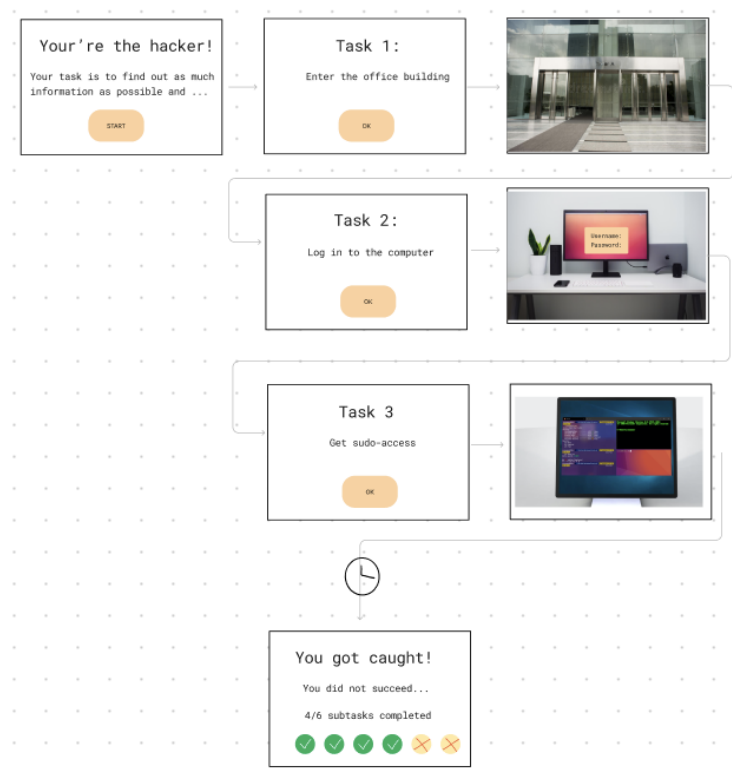 Your're the hacker!
Your task is to find out as much
information as possible and ...
START
Task 1:
Enter the office building
OK
Task 2:
Log in to the computer
OK
Username:
Password:
Task 3
Get sudo-access
OK
You got caught!
You did not succeed...
4/6 subtasks completed